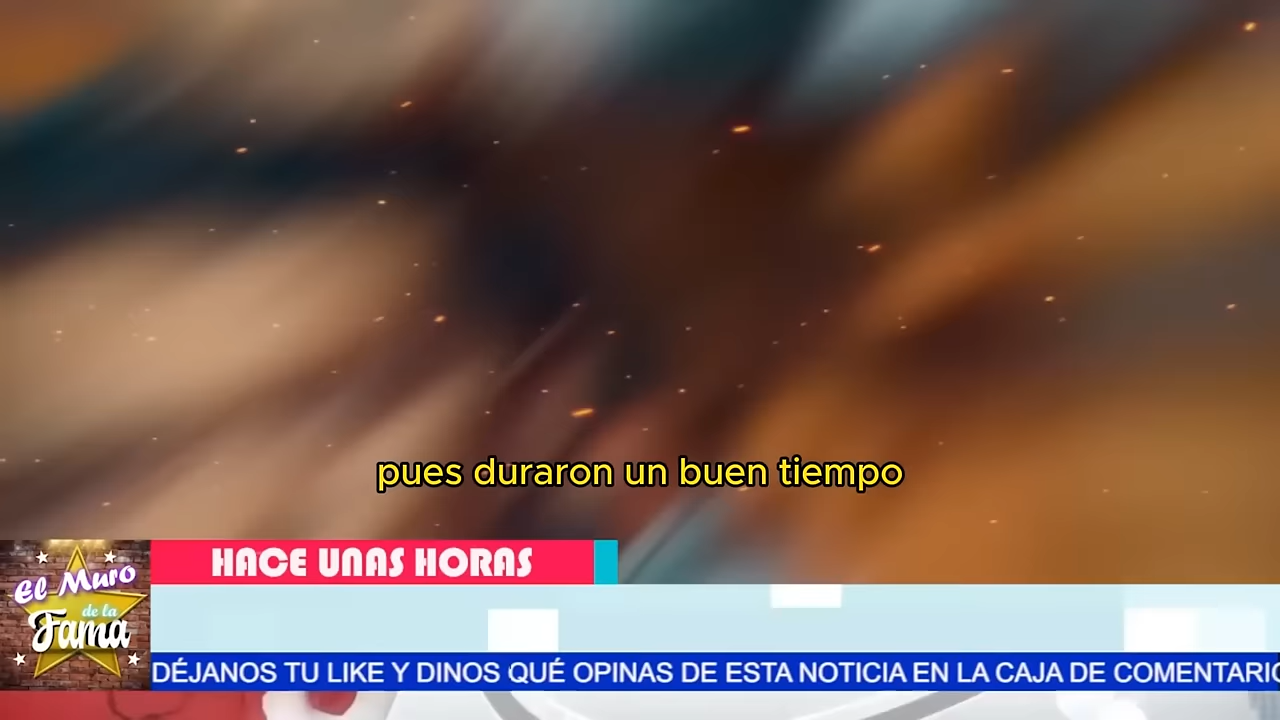 pues duraron un buen tiempo
HACE UNAS HORAS
El Muro
de la
Fama
DÉJANOS TU LIKE Y DINOS QUÉ OPINAS DE ESTA NOTICIA EN LA CAJA DE COMENTARIO